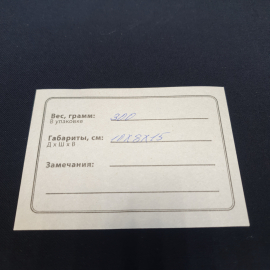 Вес, грамм: 300
В упаковке
Габариты, см: 18х8х15
Д х Ш х В
Замечания: